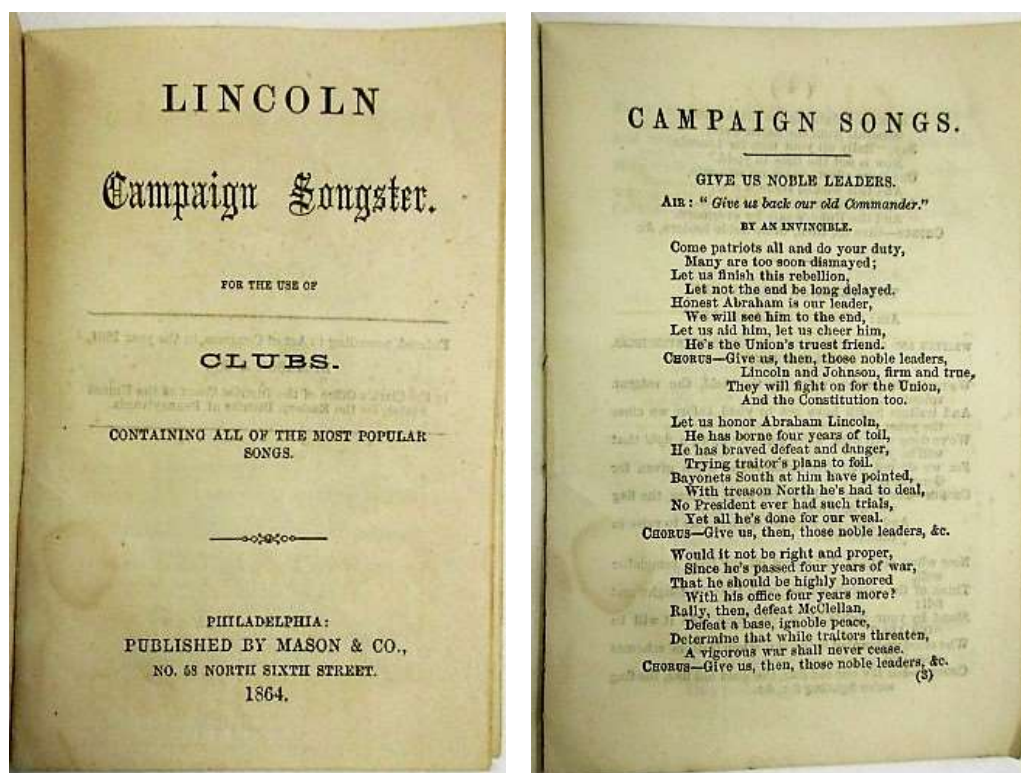 LINCOLN
Campaign Songster.
FOR THE USE OF
CLUBS.
CONTAINING ALL OF THE MOST POPULAR
SONGS.
PHILADELPHIA:
PUBLISHED BY MASON & CO.,
NO. 58 NORTH SIXTH STREET.
1864.
CAMPAIGN SONGS.
GIVE US NOBLE LEADERS.
AIR: "Give us back our old Commander."
BY AN INVINCIBLE.
Come patriots all and do your duty,
Many are too soon dismayed;
Let us finish this rebellion,
Let not the end be long delayed.
Honest Abraham is our leader,
We will see him to the end,
Let us aid him, let us cheer him,
He's the Union's truest friend.
CHORUS—Give us, then, those noble leaders,
Lincoln and Johnson, firm and true,
They will fight on for the Union,
And the Constitution too.
Let us honor Abraham Lincoln,
He has borne four years of toil,
He has braved defeat and danger,
Trying traitor's plans to foil.
Bayonets South at him have pointed,
With treason North he's had to deal,
No President ever had such trials,
Yet all he's done for our weal.
CHORUS—Give us, then, those noble leaders, &c.
Would it not be right and proper,
Since he's passed four years of war,
That he should be highly honored
With his office four years more?
Rally, then, defeat McClellan,
Defeat a base, ignoble peace,
Determine that while traitors threaten,
A vigorous war shall never cease.
CHORUS—Give us, then, those noble leaders, &c.
(3)